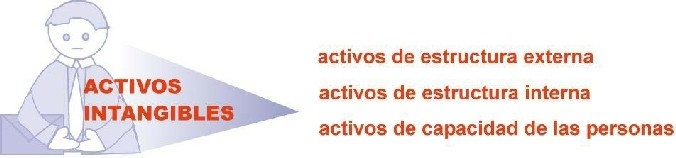 ACTIVOS
INTANGIBLES
activos de estructura externa
activos de estructura interna
activos de capacidad de las personas